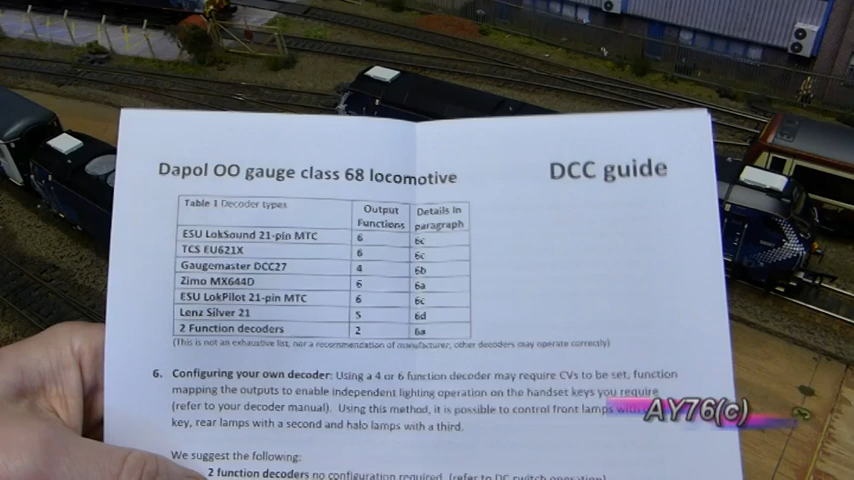 Dapol OO gauge class 68 locomotive DCC guide
Table 1 Decoder types Output Functions Details in paragraph
ESU LokSound 21-pin MTC 6 6c
TCS EU621X 6 6c
Gaugemaster DCC27 4 6b
Zimo MX644D 6 6a
ESU LokPilot 21-pin MTC 6 6c
Lenz Silver 21 5 6d
2 Function decoders 2 6a
(This is not an exhaustive list, nor a recommendation of manufacturer, other decoders may operate correctly)
6. Configuring your own decoder: Using a 4 or 6 function decoder may require CVs to be set, function
mapping the outputs to enable independent lighting operation on the handset keys you require
(refer to your decoder manual). Using this method, it is possible to control front lamps with
key, rear lamps with a second and halo lamps with a third.
AY76(c)
We suggest the following:
2 function decoders no configuration required. (refer to DC switch operation)